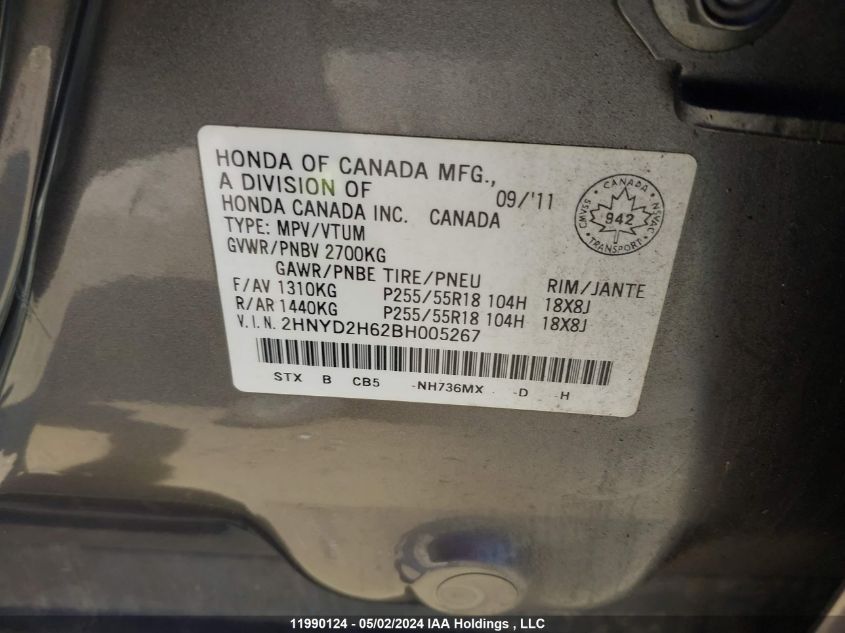 HONDA OF CANADA MFG.,
A DIVISION OF
HONDA CANADA INC. CANADA
09/'11
TYPE: MPV/VTUM
GVWR/PNBV 2700KG
GAWR/PNBE TIRE/PNEU RIM/JANTE
F/AV 1310KG P255/55R18 104H 18X8J
R/AR 1440KG P255/55R18 104H 18X8J
V.I.N. 2HNYD2H62BH005267
STX B CB5 -NH736MX -D -H
CANADA
CMVSS 942 NSVAC
TRANSPORT
11990124 - 05/02/2024 IAA Holdings , LLC